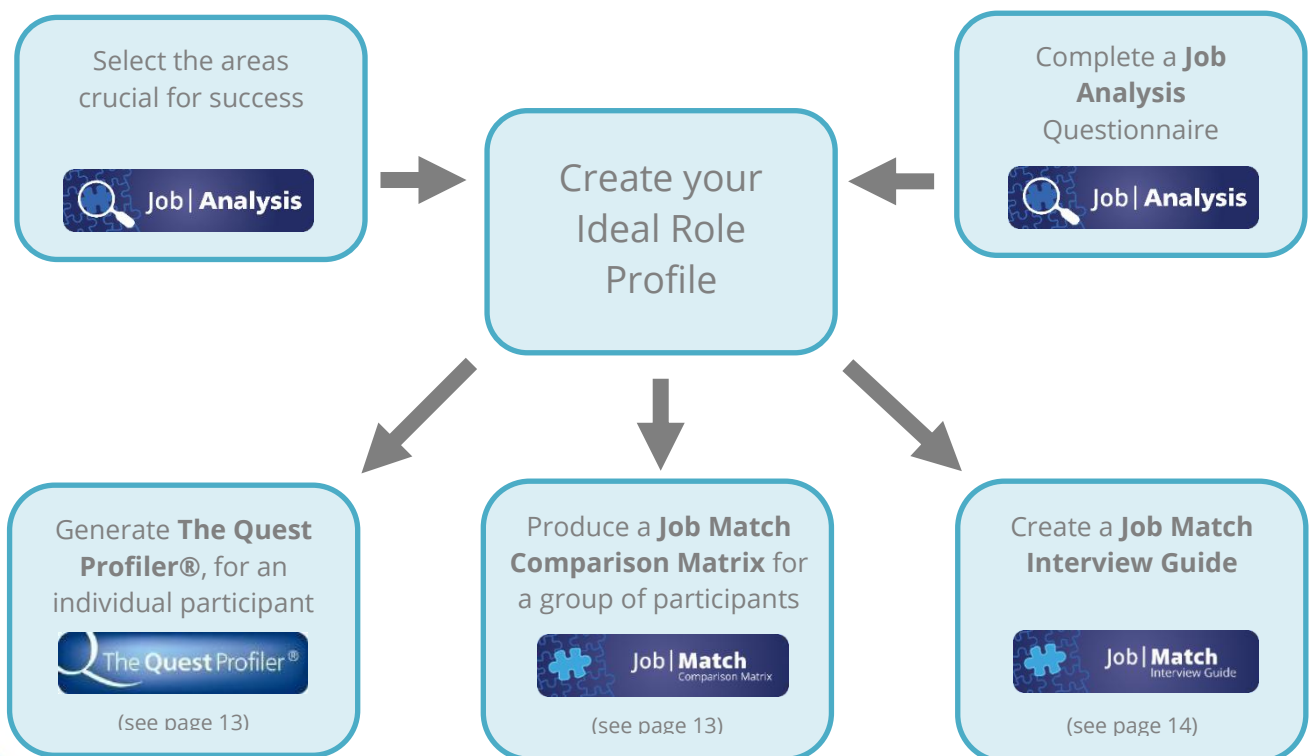 Select the areas
crucial for success
Job | Analysis
Complete a Job
Analysis
Questionnaire
Job | Analysis
Create your
Ideal Role
Profile
Generate The Quest
Profiler®, for an
individual participant
The Quest Profiler®
(see page 13)
Produce a Job Match
Comparison Matrix for
a group of participants
Job | Match
Comparison Matrix
(see page 13)
Create a Job Match
Interview Guide
Job | Match
Interview Guide
(see page 14)